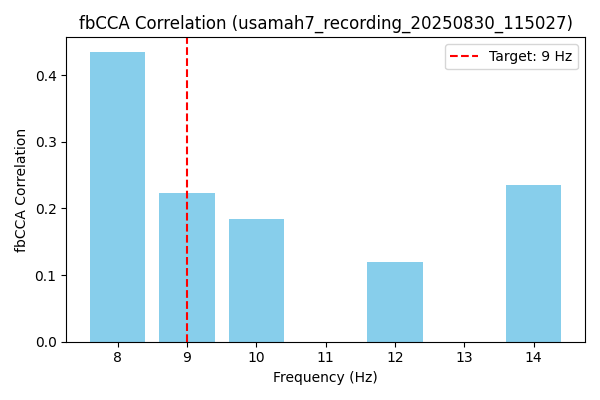 fbCCA Correlation (usamah7_recording_20250830_115027)
Target: 9 Hz
fbCCA Correlation
0.4
0.3
0.2
0.1
0.0
8 9 10 11 12 13 14
Frequency (Hz)